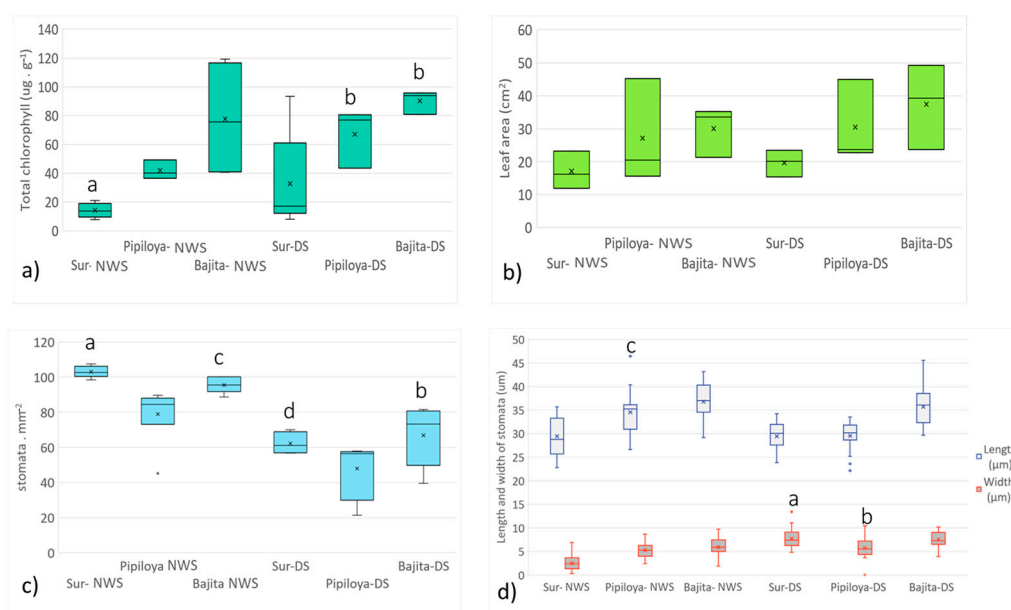 140
120
100
80
60
40
20
0
Total chlorophyll (ug . g⁻¹)
a
b
b
Sur- NWS
Pipiloya- NWS
Bajita- NWS
Sur-DS
Pipiloya-DS
Bajita-DS
a)
60
50
40
30
20
10
0
Leaf area (cm²)
Sur- NWS
Pipiloya- NWS
Bajita- NWS
Sur-DS
Pipiloya-DS
Bajita-DS
b)
120
100
80
60
40
20
0
stomata . mm²
a
c
d
b
Sur- NWS
Pipiloya NWS
Bajita NWS
Sur-DS
Pipiloya-DS
Bajita-DS
c)
50
45
40
35
30
25
20
15
10
5
0
Length and width of stomata (um)
c
a
b
Sur- NWS
Pipiloya- NWS
Bajita- NWS
Sur-DS
Pipiloya-DS
Bajita-DS
Length
(µm)
Width
(µm)
d)